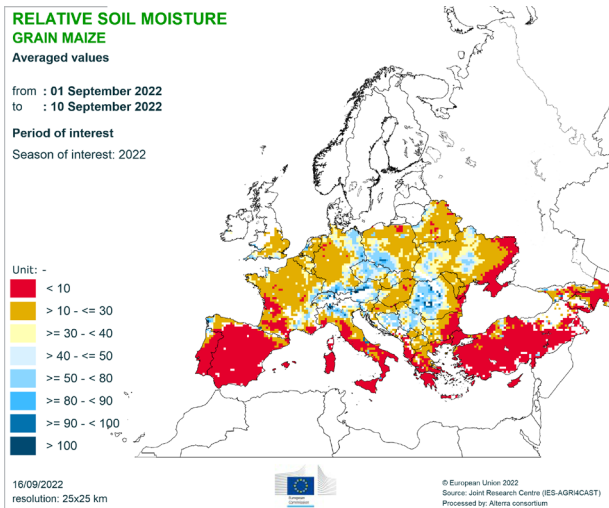 RELATIVE SOIL MOISTURE
GRAIN MAIZE
Averaged values
from : 01 September 2022
to : 10 September 2022
Period of interest
Season of interest: 2022
Unit: -
< 10
> 10 - <= 30
>= 30 - < 40
> 40 - <= 50
>= 50 - < 80
>= 80 - < 90
>= 90 - < 100
> 100
16/09/2022
resolution: 25x25 km
European
Commission
© European Union 2022
Source: Joint Research Centre (IES-AGRI4CAST)
Processed by: Alterra consortium